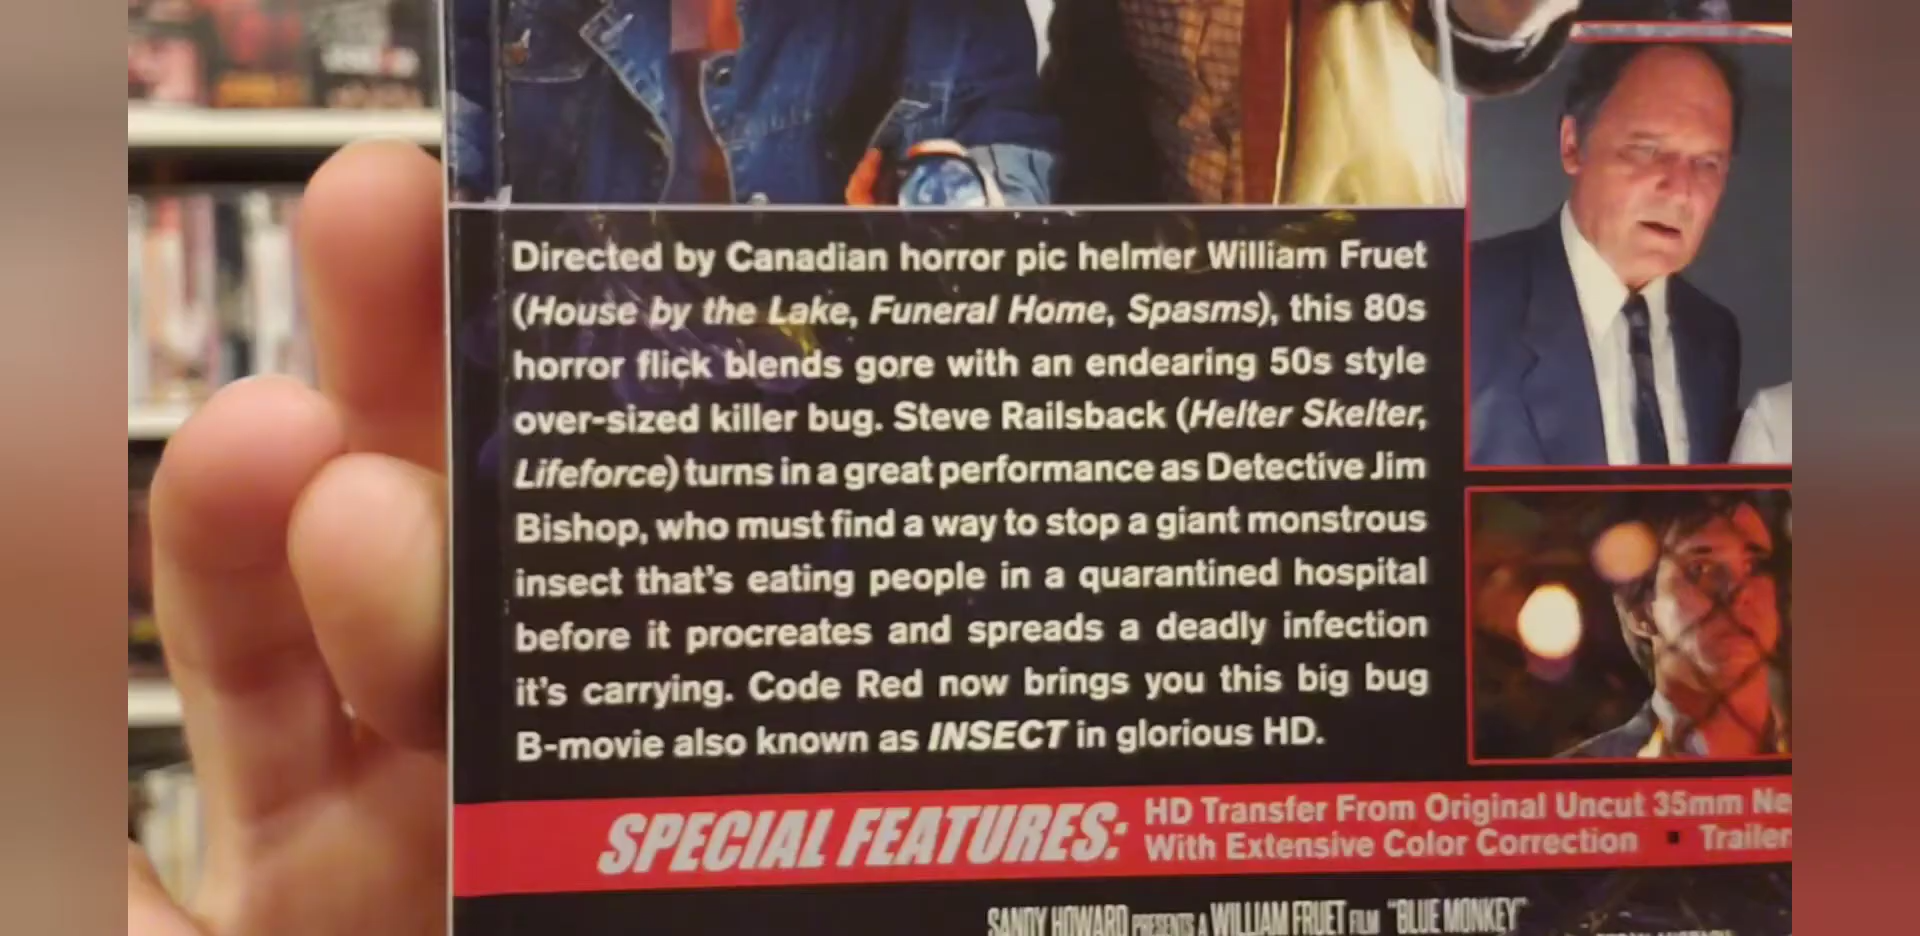 Directed by Canadian horror pic helmer William Fruet
(House by the Lake, Funeral Home, Spasms), this 80s
horror flick blends gore with an endearing 50s style
over-sized killer bug. Steve Railsback (Helter Skelter,
Lifeforce) turns in a great performance as Detective Jim
Bishop, who must find a way to stop a giant monstrous
insect that's eating people in a quarantined hospital
before it procreates and spreads a deadly infection
it's carrying. Code Red now brings you this big bug
B-movie also known as INSECT in glorious HD.
SPECIAL FEATURES:
HD Transfer From Original Uncut 35mm Ne
With Extensive Color Correction ▪ Trailer
SANDY HOWARD PRESENTS A WILLIAM FRUET FILM "BLUE MONKEY"